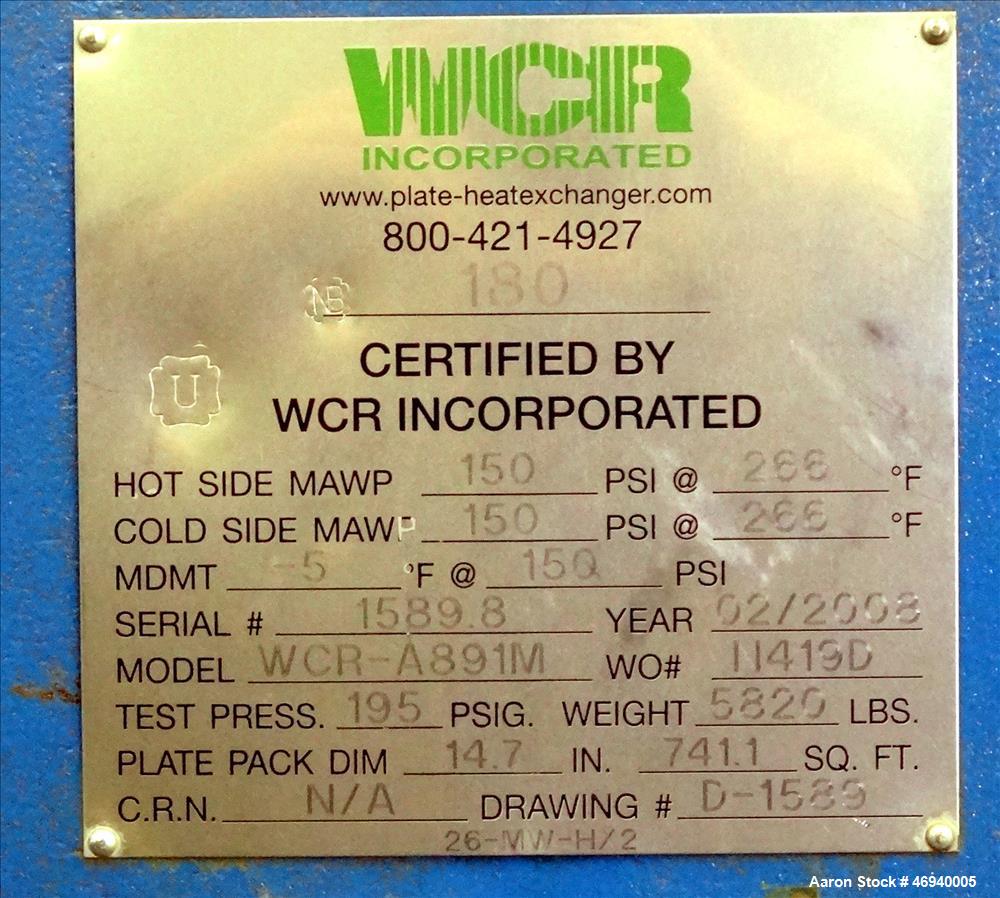 WCR
INCORPORATED
www.plate-heatexchanger.com
800-421-4927
NB 180
U
CERTIFIED BY
WCR INCORPORATED
HOT SIDE MAWP 150 PSI @ 266 °F
COLD SIDE MAWP 150 PSI @ 266 °F
MDMT -5 °F @ 150 PSI
SERIAL # 1589.8 YEAR 02/2008
MODEL WCR-A891M WO# 11419D
TEST PRESS. 195 PSIG. WEIGHT 5820 LBS.
PLATE PACK DIM 14.7 IN. 741.1 SQ. FT.
C.R.N. N/A DRAWING # D-1589
26-MW-H/2
Aaron Stock # 46940005